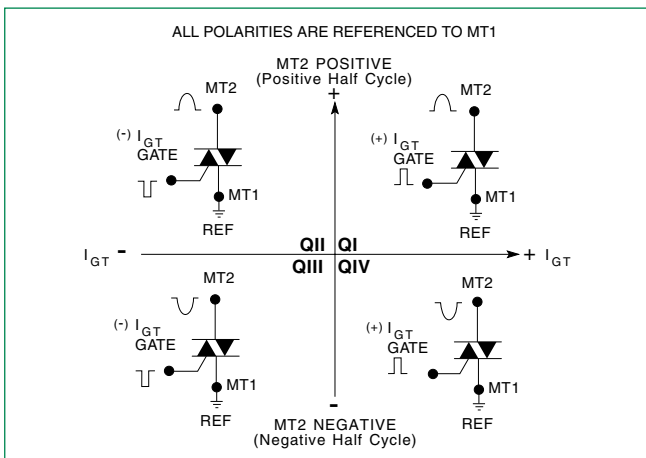 ALL POLARITIES ARE REFERENCED TO MT1
MT2 POSITIVE
(Positive Half Cycle)
+
MT2
(-) IGT
GATE
MT1
REF
MT2
(+) IGT
GATE
MT1
REF
IGT -
QII QI
QIII QIV
+ IGT
MT2
(-) IGT
GATE
MT1
REF
MT2
(+) IGT
GATE
MT1
REF
-
MT2 NEGATIVE
(Negative Half Cycle)